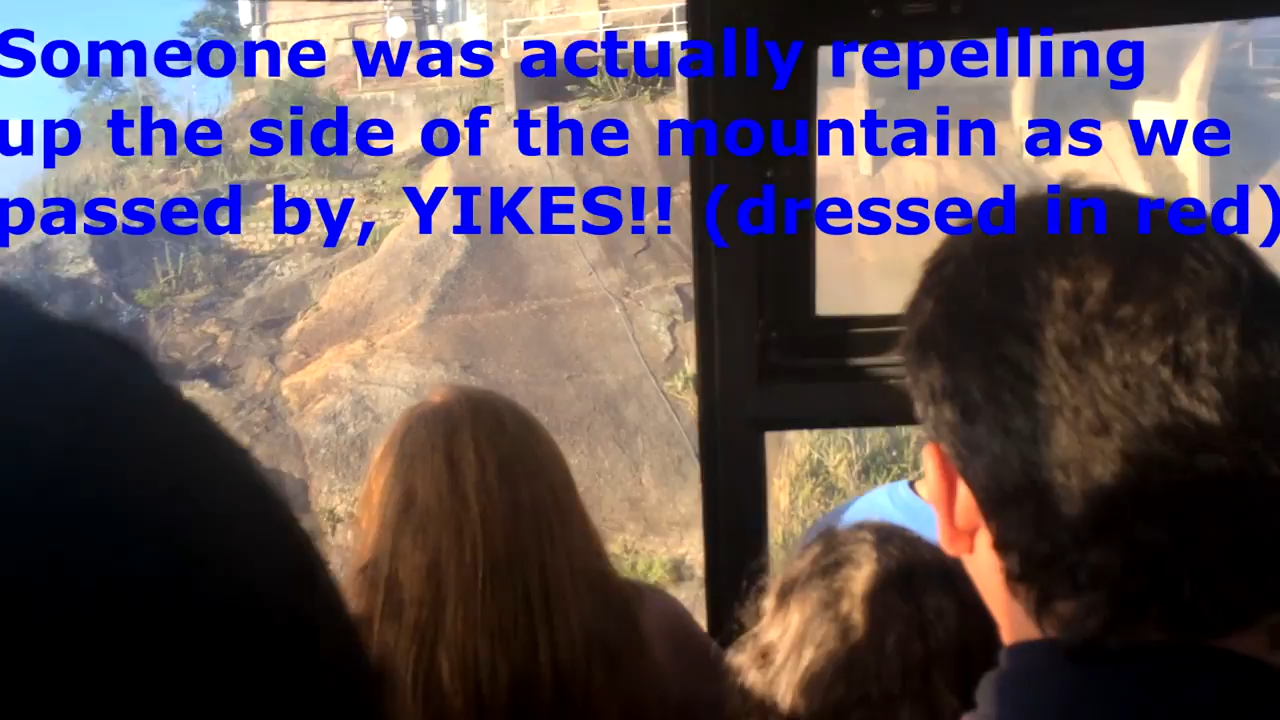 Someone was actually repelling
up the side of the mountain as we
passed by, YIKES!! (dressed in red)